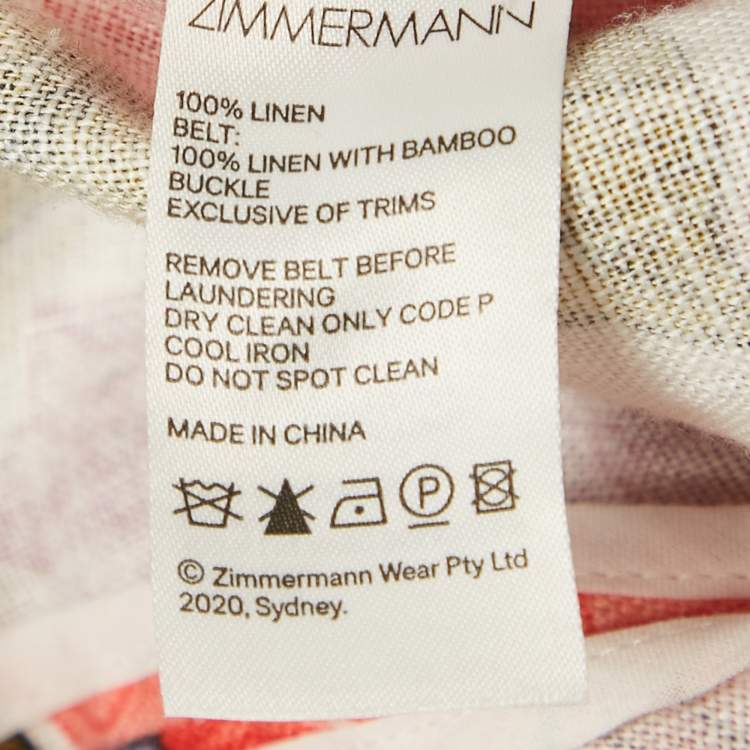 ZIMMERMANN
100% LINEN
BELT:
100% LINEN WITH BAMBOO
BUCKLE
EXCLUSIVE OF TRIMS
REMOVE BELT BEFORE
LAUNDERING
DRY CLEAN ONLY CODE P
COOL IRON
DO NOT SPOT CLEAN
MADE IN CHINA
P
© Zimmermann Wear Pty Ltd
2020, Sydney.